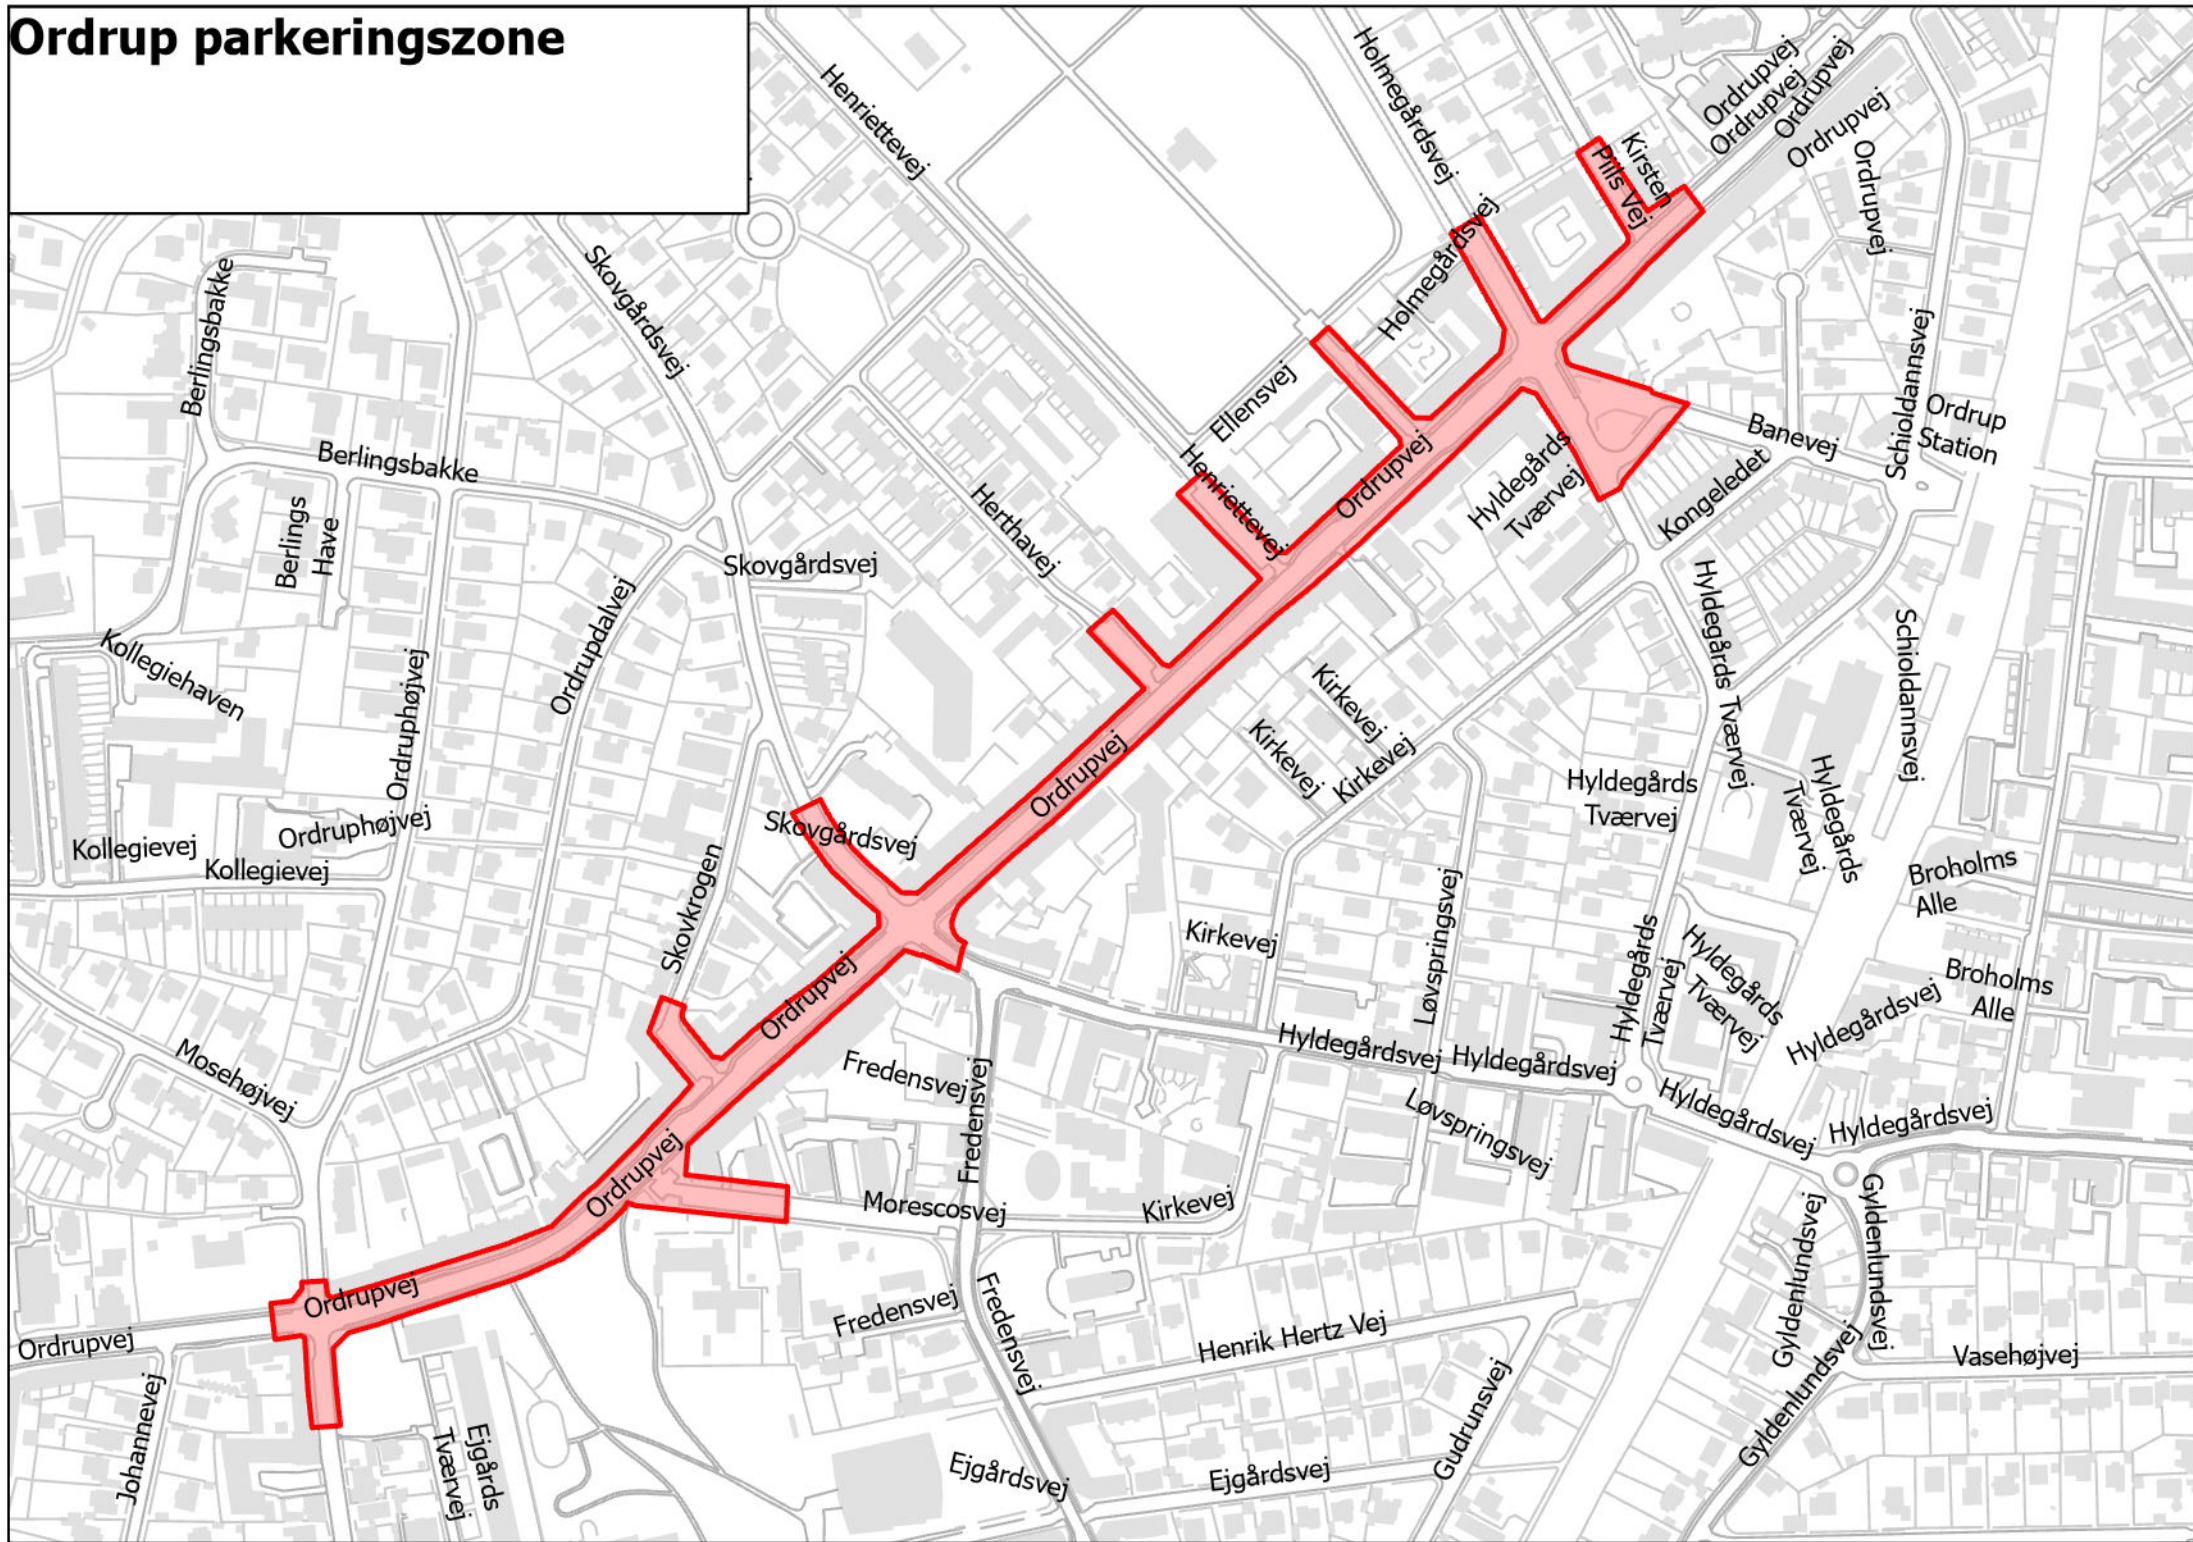 Ordrup parkeringszone
Henriettevej
Holmegårdsvej
Ordrupvej
Ordrupvej
Ordrupvej
Ordrupvej
Ordrupvej
Kirsten
Piils Vej
Holmegårdsvej
Skovgårdsvej
Berlingsbakke
Berlingsbakke
Berlings
Have
Ellensvej
Henriettevej
Herthavej
Ordrupvej
Hyldegårds
Tværvej
Banevej
Kongeledet
Schioldannsvej
Ordrup
Station
Skovgårdsvej
Ordrupdalvej
Ordruphøjvej
Kollegiehaven
Hyldegårds Tværvej
Schioldannsvej
Kirkevej
Kirkevej
Kirkevej
Ordrupvej
Hyldegårds
Tværvej
Hyldegårds
Tværvej
Ordruphøjvej
Kollegievej
Kollegievej
Skovgårdsvej
Skovkrogen
Løvspringsvej
Broholms
Alle
Kirkevej
Hyldegårds
Tværvej
Hyldegårds
Tværvej
Broholms
Alle
Ordrupvej
Hyldegårdsvej
Hyldegårdsvej
Hyldegårdsvej
Mosehøjvej
Fredensvej
Fredensvej
Løvspringsvej
Hyldegårdsvej
Hyldegårdsvej
Ordrupvej
Morescosvej
Kirkevej
Gyldenlundsvej
Gyldenlundsvej
Ordrupvej
Ordrupvej
Fredensvej
Fredensvej
Henrik Hertz Vej
Vasehøjvej
Johannevej
Ejgårds
Tværvej
Ejgårdsvej
Ejgårdsvej
Gudrunsvej
Gyldenlundsvej